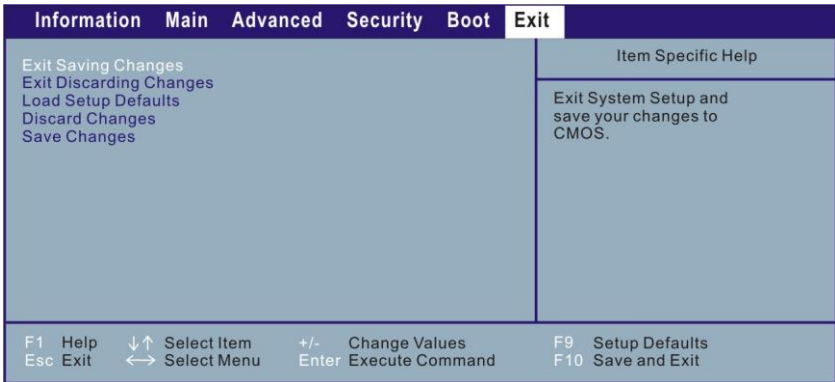 Information Main Advanced Security Boot Exit
Exit Saving Changes
Exit Discarding Changes
Load Setup Defaults
Discard Changes
Save Changes
Item Specific Help
Exit System Setup and
save your changes to
CMOS.
F1 Help ↓↑ Select Item +/- Change Values F9 Setup Defaults
Esc Exit ←→ Select Menu Enter Execute Command F10 Save and Exit